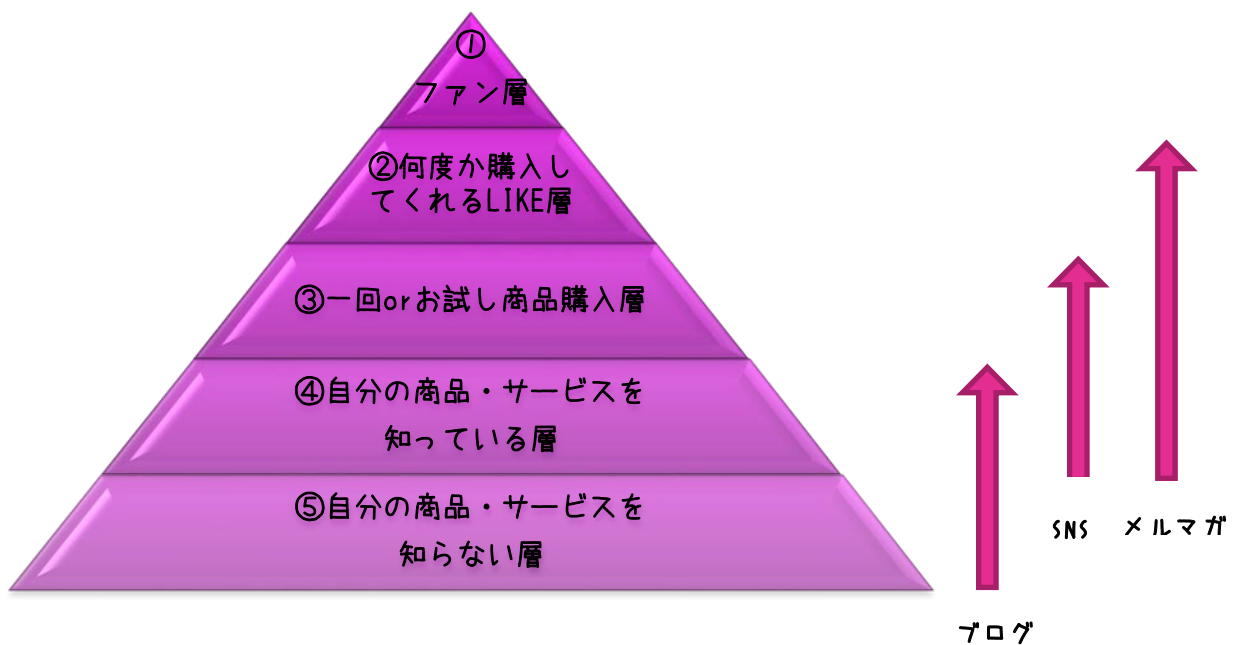 ①
ファン層
②何度か購入し
てくれるLIKE層
③一回orお試し商品購入層
④自分の商品・サービスを
知っている層
⑤自分の商品・サービスを
知らない層
SNS
メルマガ
ブログ